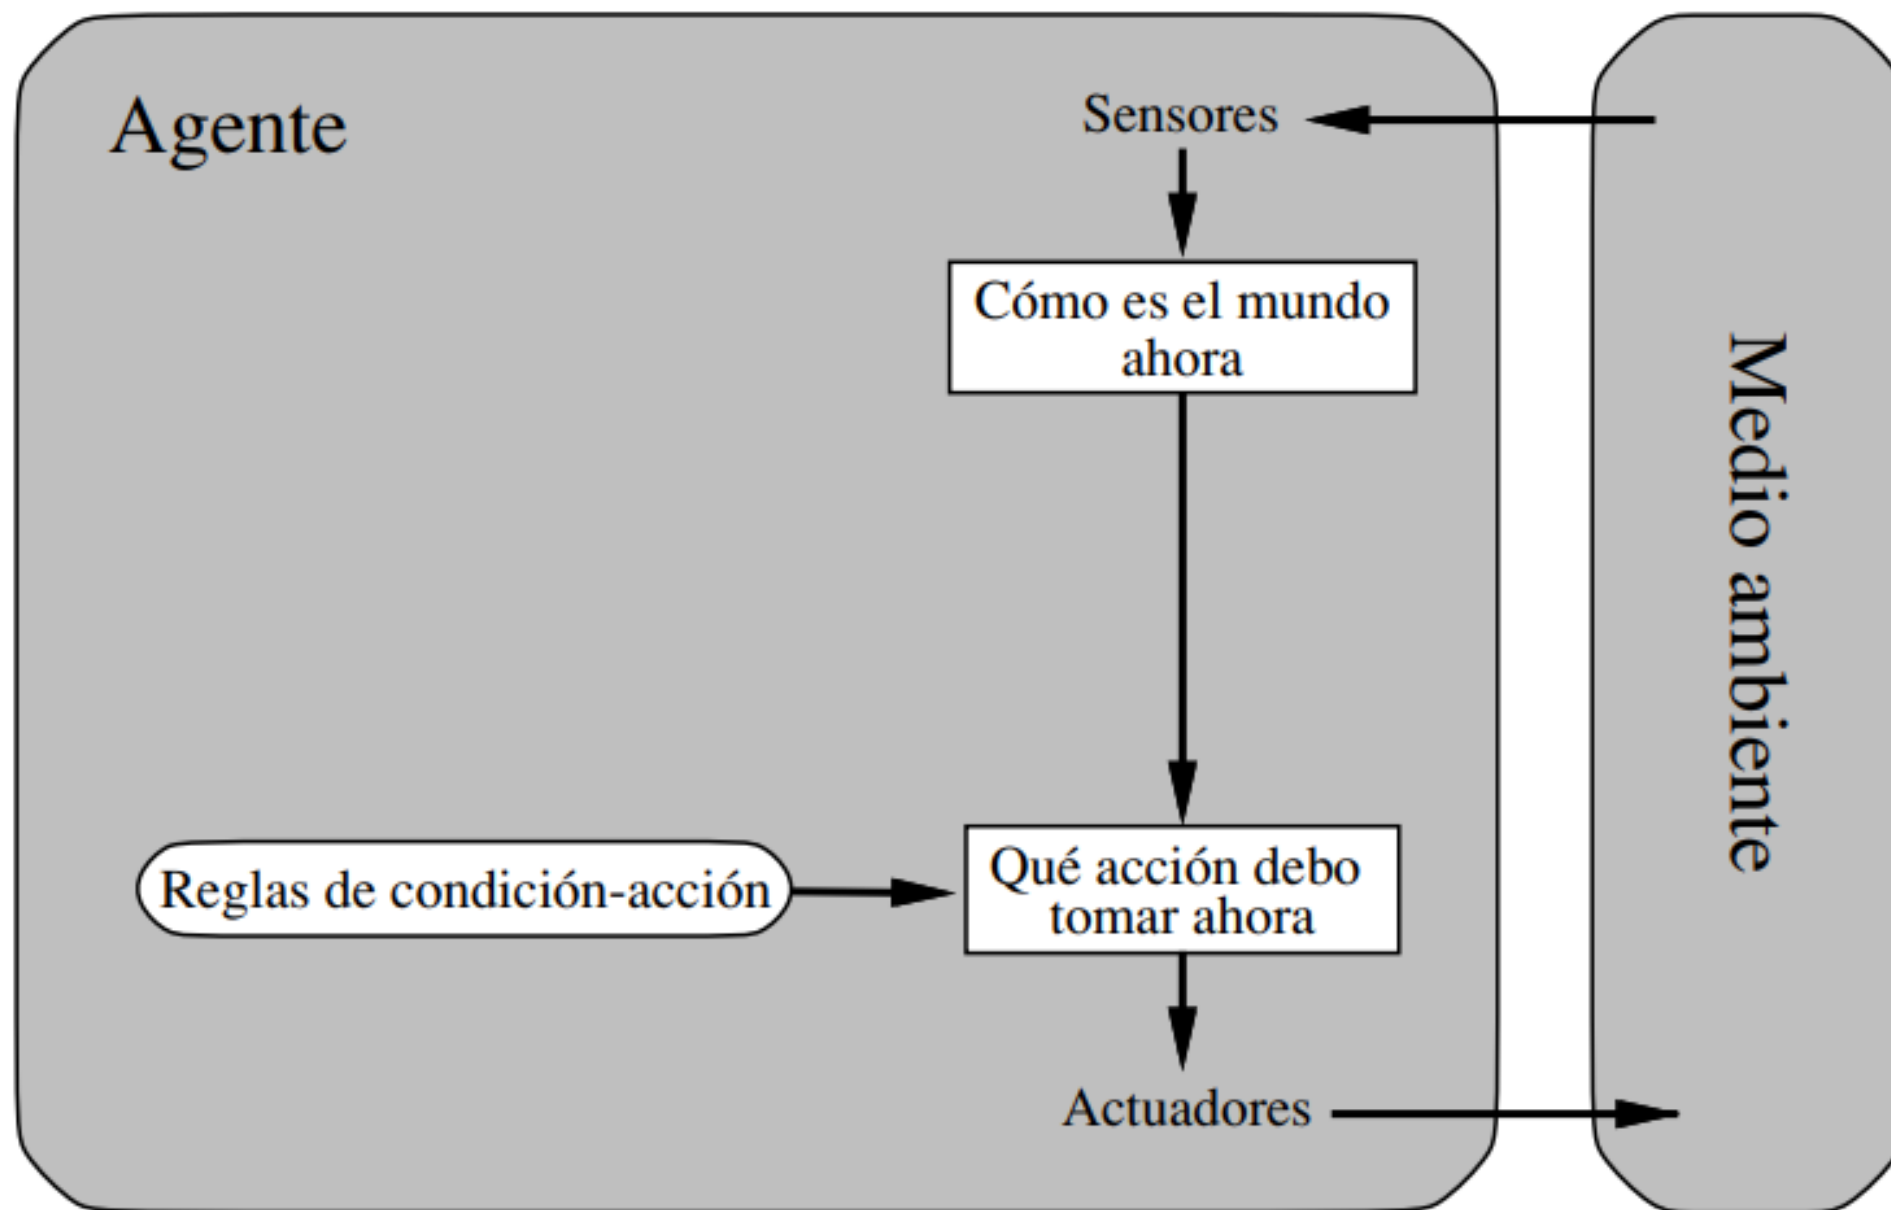 Agente
Sensores
Cómo es el mundo
ahora
Medio ambiente
Reglas de condición-acción
Qué acción debo
tomar ahora
Actuadores